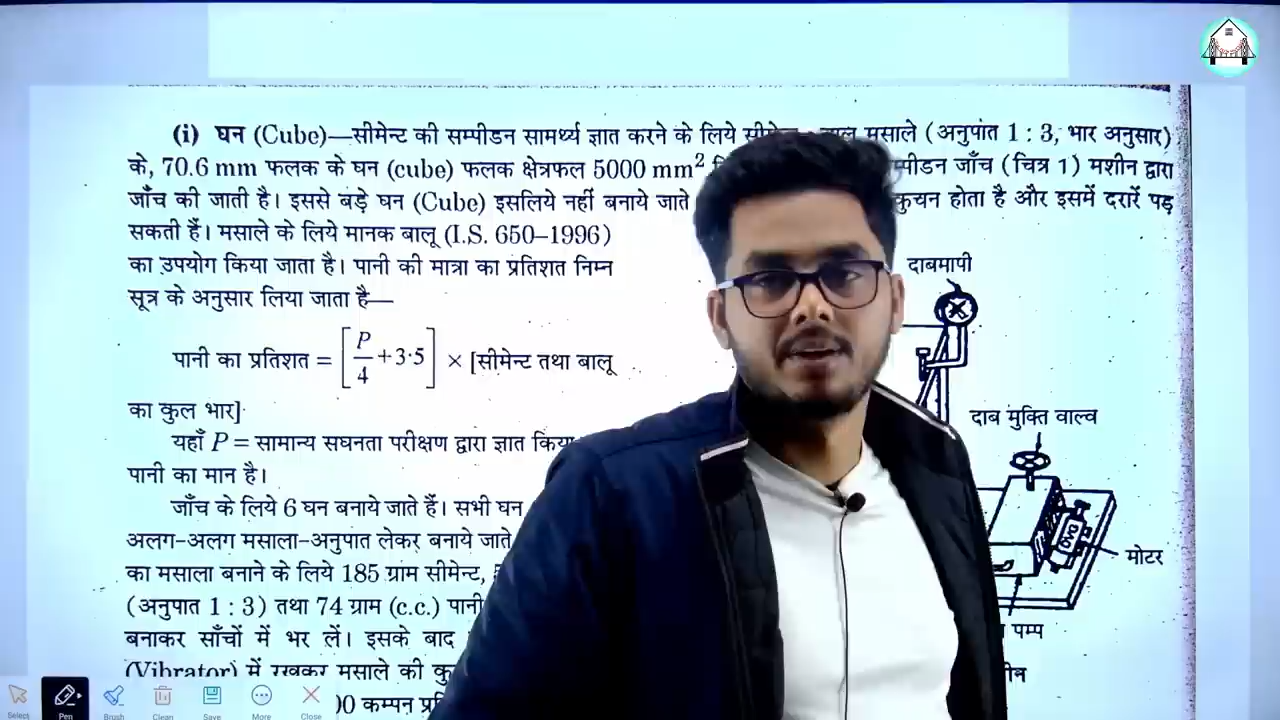 (i) घन (Cube)—सीमेन्ट की सम्पीडन सामर्थ्य ज्ञात करने के लिये मसाले (अनुपात 1 : 3, भार अनुसार)
के, 70.6 mm फलक के घन (cube) फलक क्षेत्रफल 5000 mm² जाँच (चित्र 1) मशीन द्वारा
जाँच की जाती है। इससे बड़े घन (Cube) इसलिये नहीं बनाये जाते कुचन होता है और इसमें दरारें पड़
सकती हैं। मसाले के लिये मानक बालू (I.S. 650–1996)
का उपयोग किया जाता है। पानी की मात्रा का प्रतिशत निम्न
सूत्र के अनुसार लिया जाता है—
पानी का प्रतिशत = [P/4 + 3·5] × [सीमेन्ट तथा बालू
का कुल भार]
यहाँ P = सामान्य सघनता परीक्षण द्वारा ज्ञात किया
पानी का मान है।
जाँच के लिये 6 घन बनाये जाते हैं। सभी घन
अलग-अलग मसाला-अनुपात लेकर बनाये जाते
का मसाला बनाने के लिये 185 ग्राम सीमेन्ट,
(अनुपात 1 : 3) तथा 74 ग्राम (c.c.) पानी
बनाकर साँचों में भर लें। इसके बाद
(Vibrator) में रखकर मसाले की
कम्पन
दाबमापी
दाब मुक्ति वाल्व
मोटर
पम्प
Select
Pen
Brush
Clean
Save
More
Close